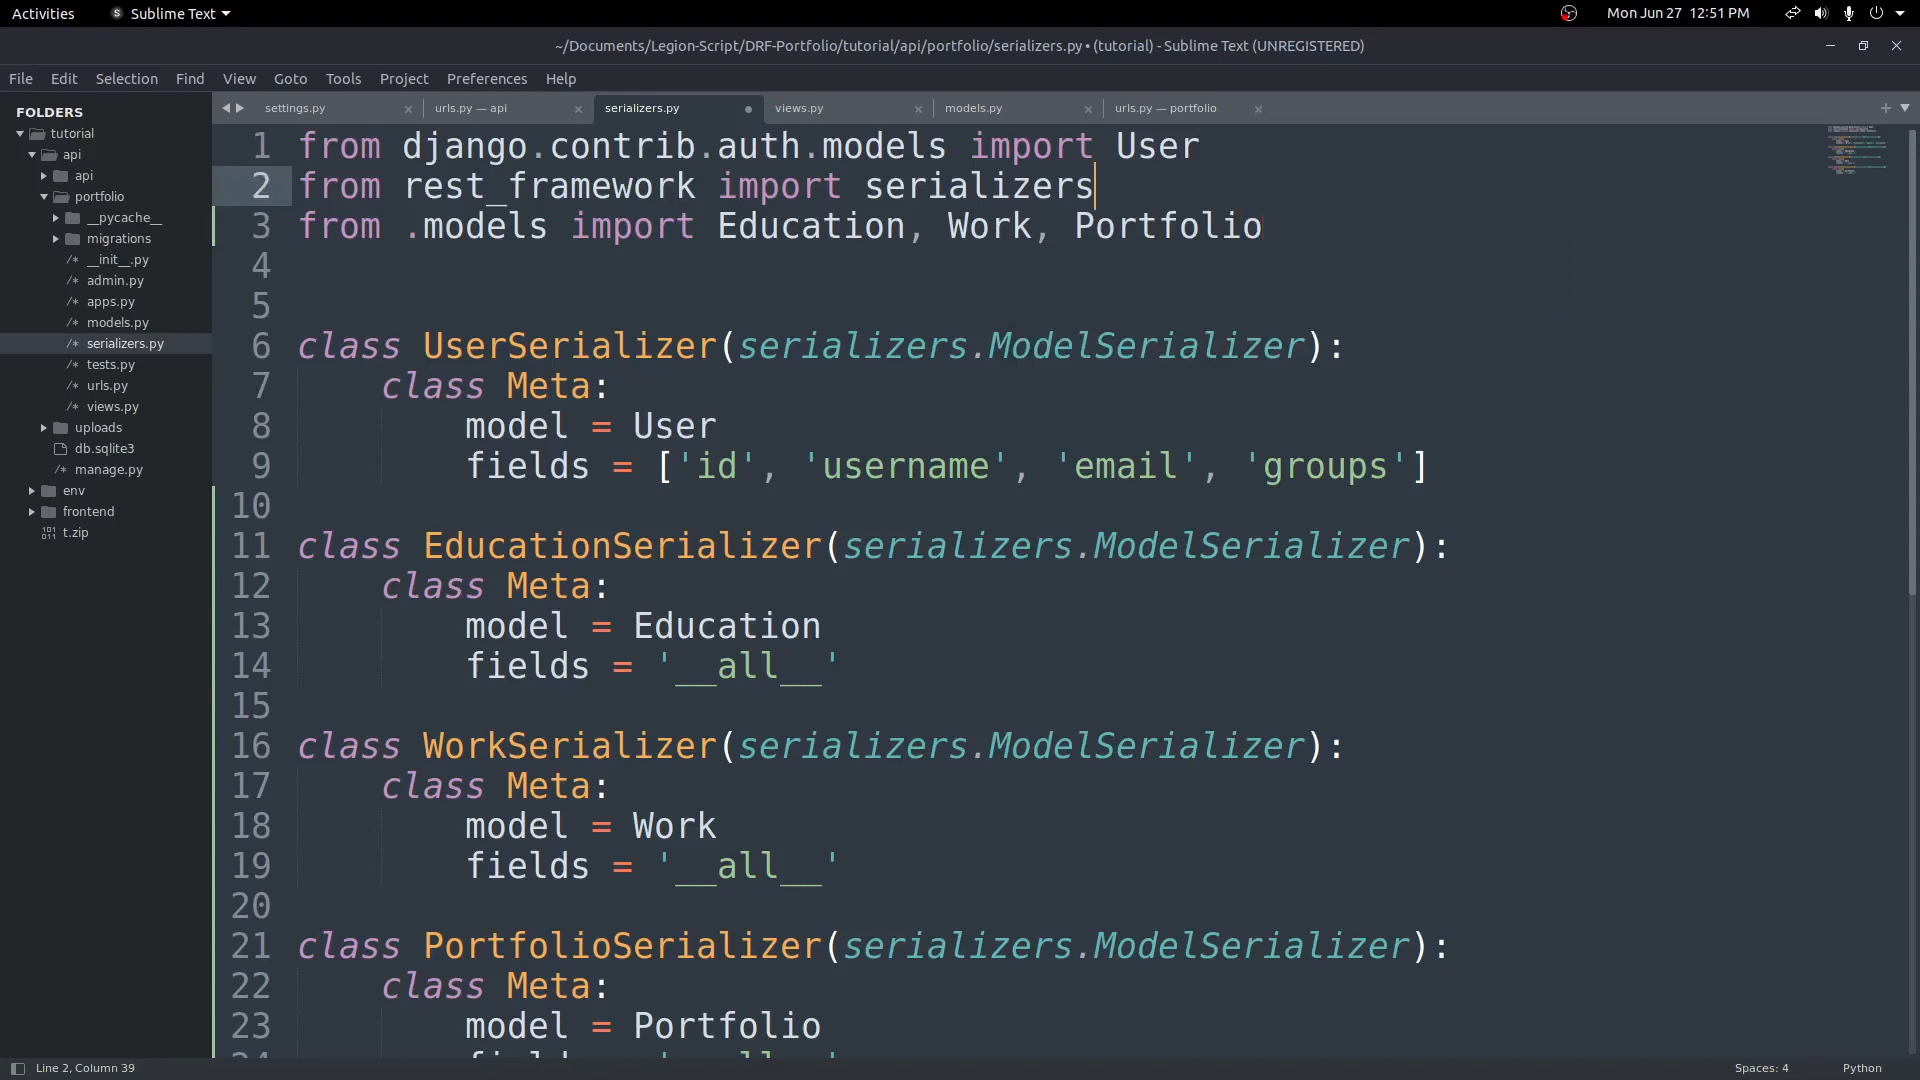 Activities Sublime Text Mon Jun 27 12:51 PM
~/Documents/Legion-Script/DRF-Portfolio/tutorial/api/portfolio/serializers.py • (tutorial) - Sublime Text (UNREGISTERED)
File Edit Selection Find View Goto Tools Project Preferences Help
FOLDERS
tutorial
api
api
portfolio
__pycache__
migrations
/* __init__.py
/* admin.py
/* apps.py
/* models.py
/* serializers.py
/* tests.py
/* urls.py
/* views.py
uploads
db.sqlite3
/* manage.py
env
frontend
t.zip
settings.py urls.py — api serializers.py views.py models.py urls.py — portfolio
1 from django.contrib.auth.models import User
2 from rest_framework import serializers
3 from .models import Education, Work, Portfolio
4
5
6 class UserSerializer(serializers.ModelSerializer):
7 class Meta:
8 model = User
9 fields = ['id', 'username', 'email', 'groups']
10
11 class EducationSerializer(serializers.ModelSerializer):
12 class Meta:
13 model = Education
14 fields = '__all__'
15
16 class WorkSerializer(serializers.ModelSerializer):
17 class Meta:
18 model = Work
19 fields = '__all__'
20
21 class PortfolioSerializer(serializers.ModelSerializer):
22 class Meta:
23 model = Portfolio
Line 2, Column 39 Spaces: 4 Python